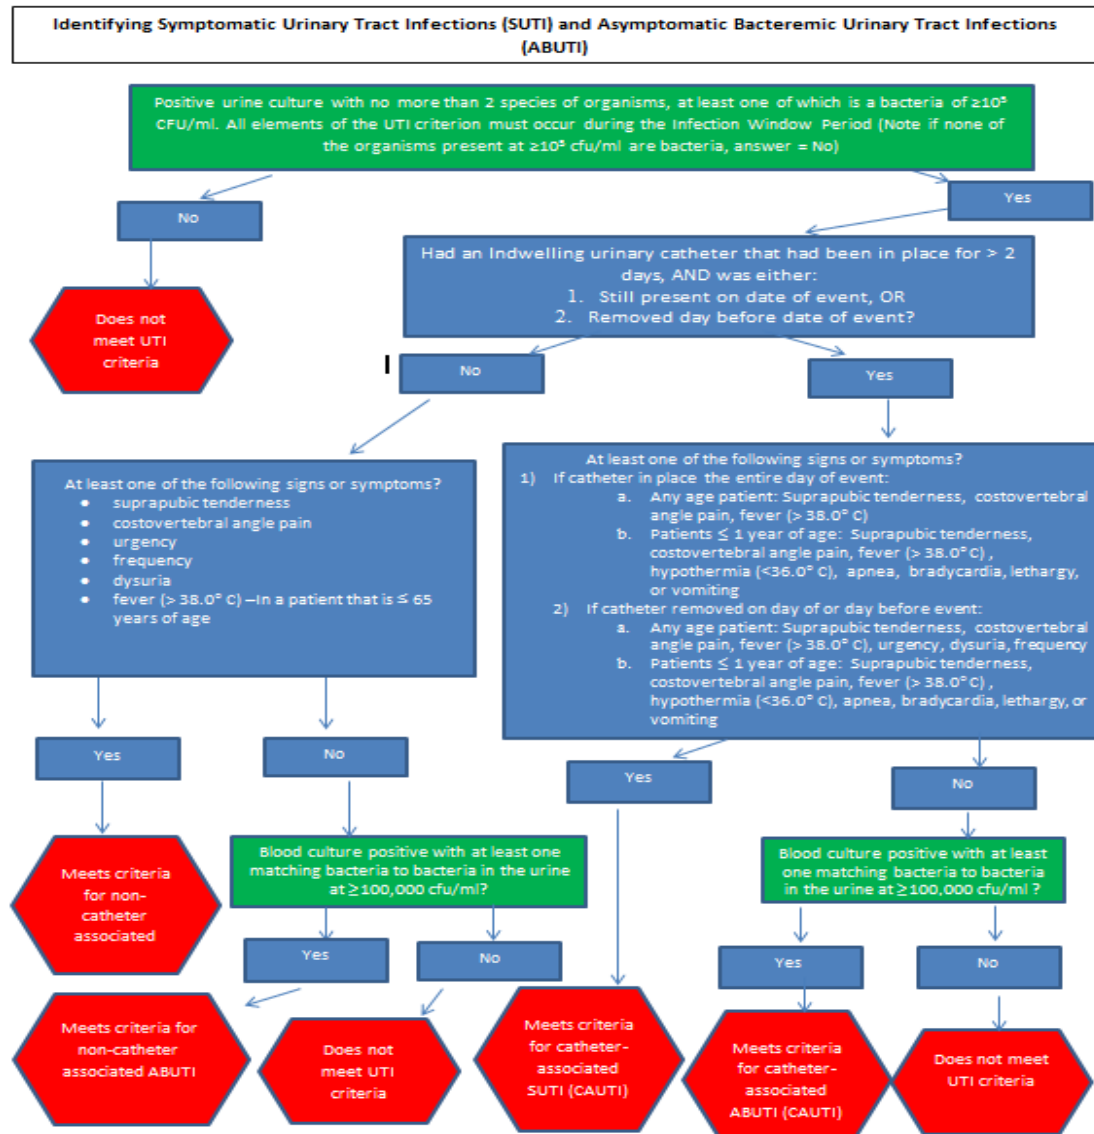 Identifying Symptomatic Urinary Tract Infections (SUTI) and Asymptomatic Bacteremic Urinary Tract Infections
(ABUTI)
Positive urine culture with no more than 2 species of organisms, at least one of which is a bacteria of ≥10⁵
CFU/ml. All elements of the UTI criterion must occur during the Infection Window Period (Note if none
of the organisms present at ≥10⁵ cfu/ml are bacteria, answer = No)
No
Yes
Does not
meet UTI
criteria
Had an Indwelling urinary catheter that had been in place for > 2
days, AND was either:
1. Still present on date of event, OR
2. Removed day before date of event?
I
No
Yes
At least one of the following signs or symptoms?
• suprapubic tenderness
• costovertebral angle pain
• urgency
• frequency
• dysuria
• fever (> 38.0° C) –In a patient that is ≤ 65
years of age
At least one of the following signs or symptoms?
1) If catheter in place the entire day of event:
a. Any age patient: Suprapubic tenderness, costovertebral
angle pain, fever (> 38.0° C)
b. Patients ≤ 1 year of age: Suprapubic tenderness,
costovertebral angle pain, fever (> 38.0° C) ,
hypothermia (<36.0° C), apnea, bradycardia, lethargy,
or vomiting
2) If catheter removed on day of or day before event:
a. Any age patient: Suprapubic tenderness, costovertebral
angle pain, fever (> 38.0° C), urgency, dysuria, frequency
b. Patients ≤ 1 year of age: Suprapubic tenderness,
costovertebral angle pain, fever (> 38.0° C) ,
hypothermia (<36.0° C), apnea, bradycardia, lethargy, or
vomiting
Yes
No
Yes
No
Meets criteria
for non-
catheter
associated
Blood culture positive with at least one
matching bacteria to bacteria in the urine
at ≥100,000 cfu/ml?
Blood culture positive with at least
one matching bacteria to bacteria
in the urine at ≥100,000 cfu/ml ?
Yes
No
Yes
No
Meets criteria for
non-catheter
associated ABUTI
Does not
meet UTI
criteria
Meets criteria
for catheter-
associated
SUTI (CAUTI)
Meets criteria
for catheter-
associated
ABUTI (CAUTI)
Does not meet
UTI criteria